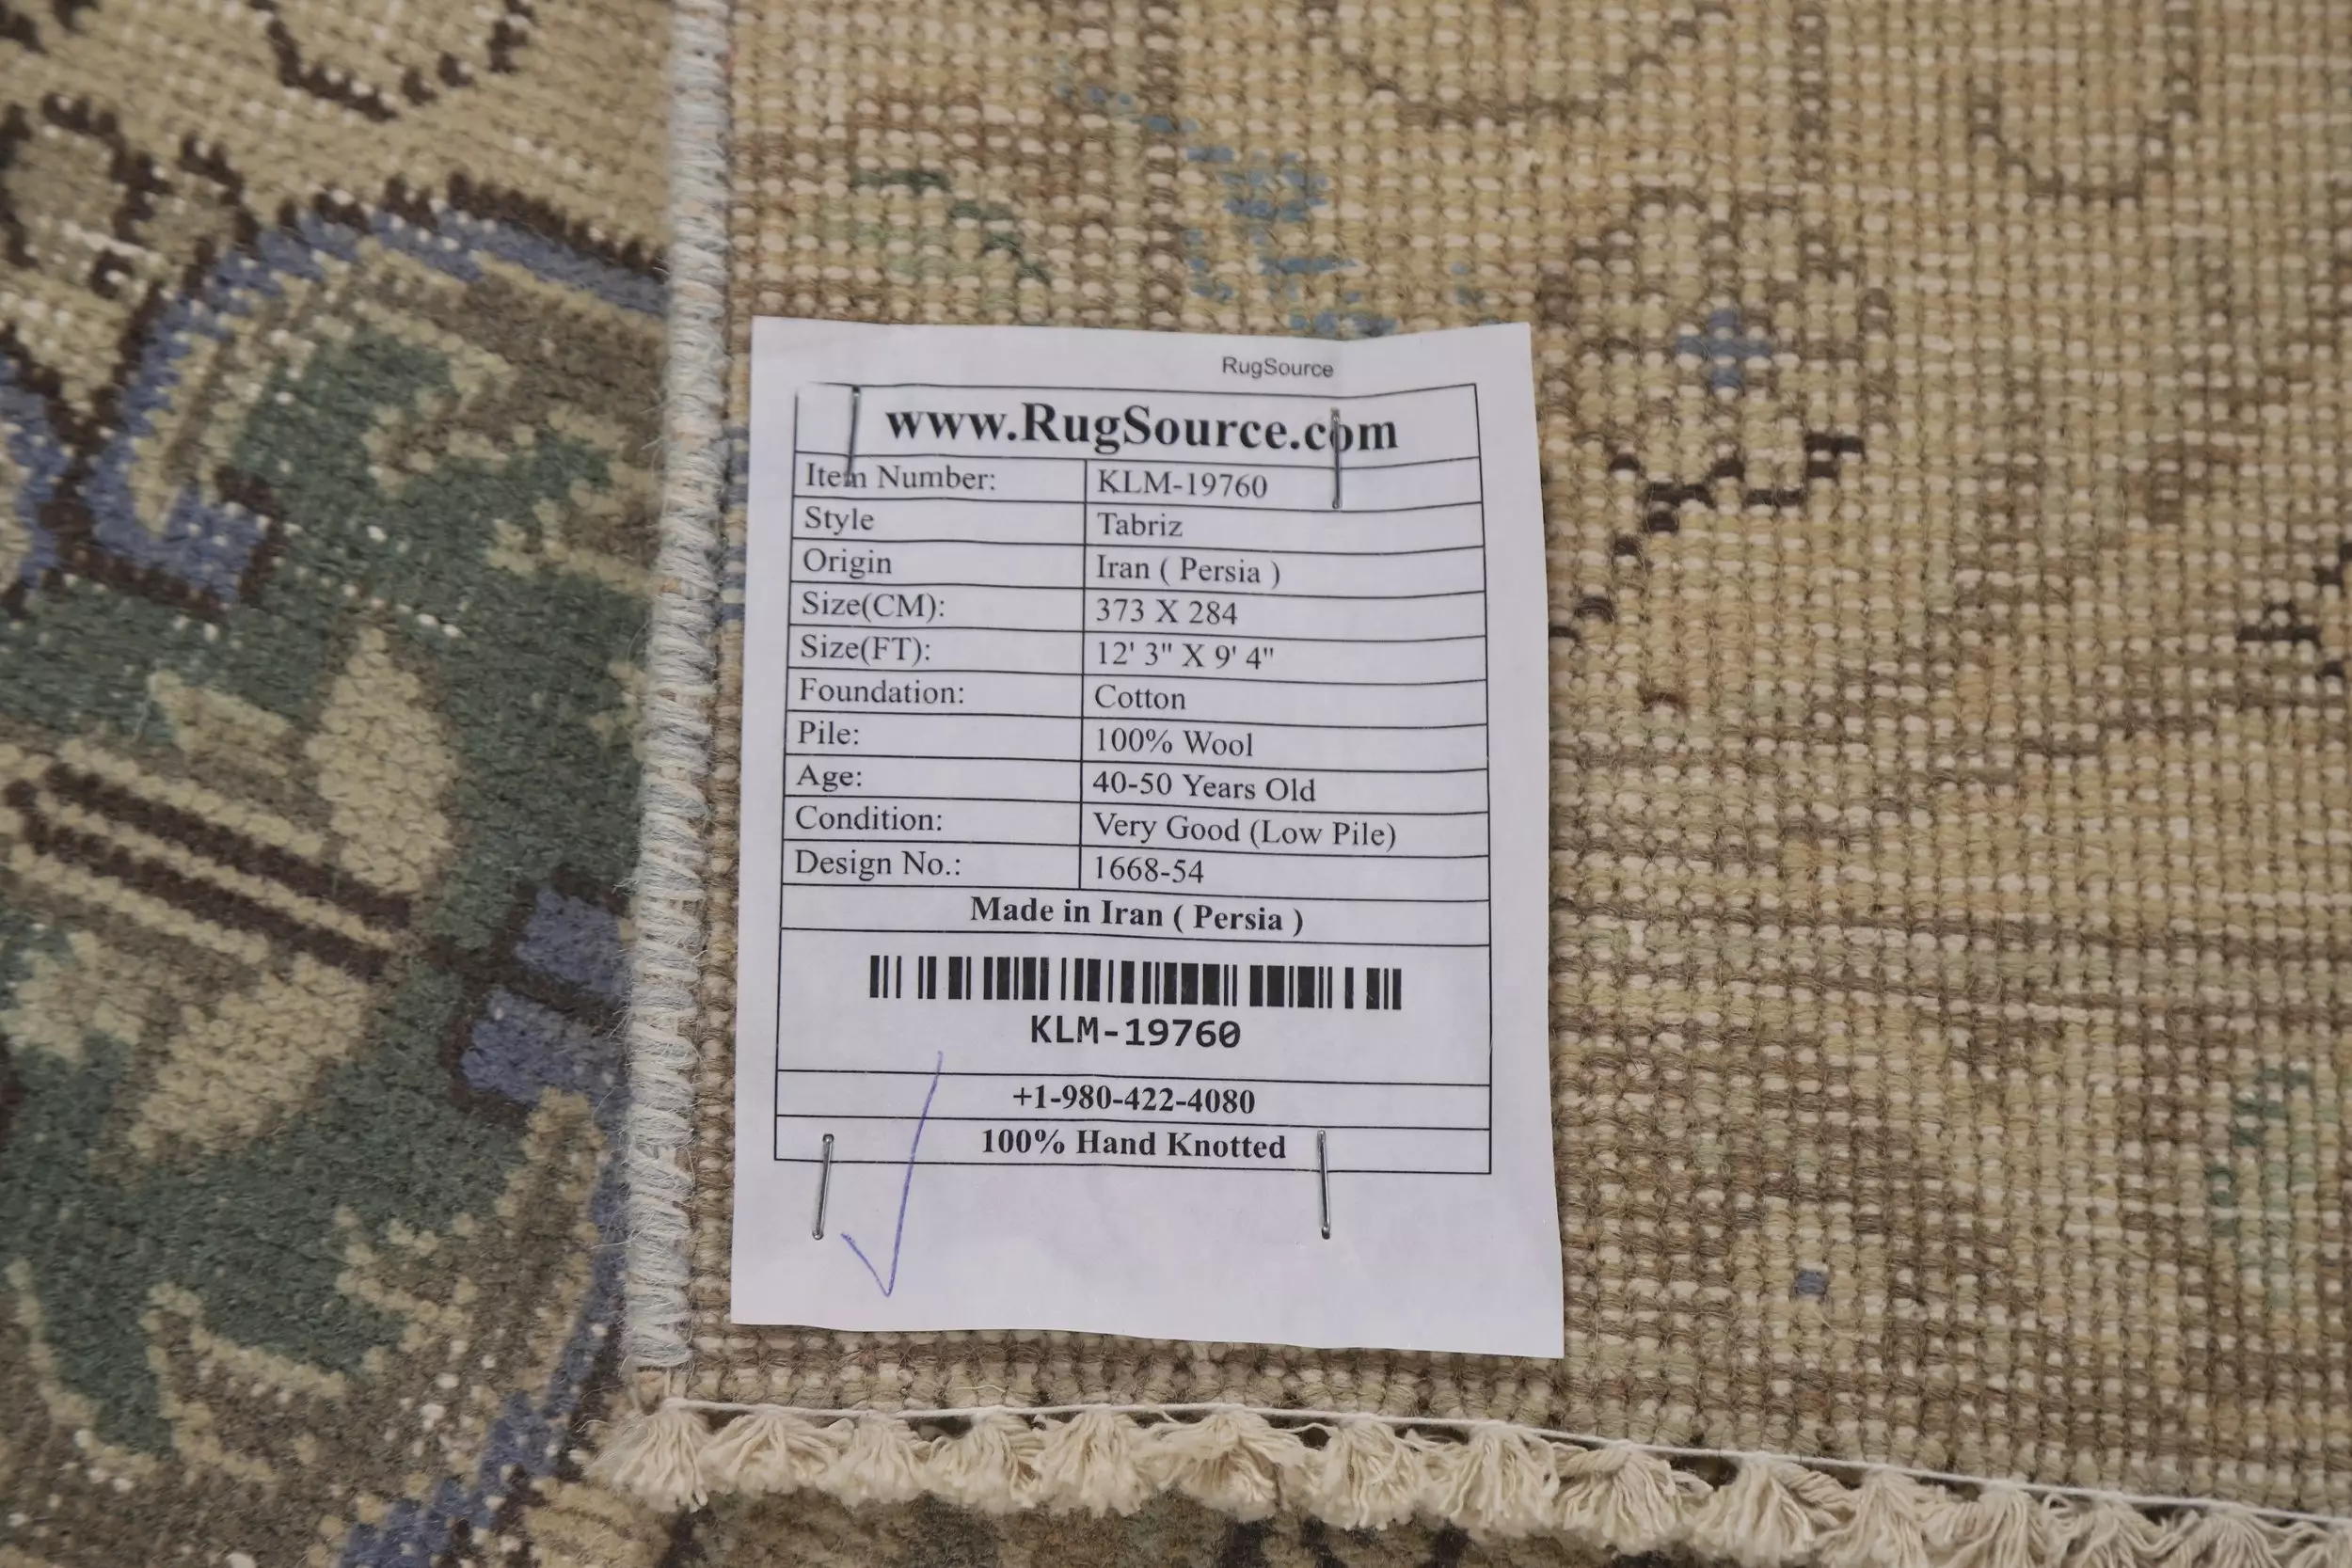 RugSource
www.RugSource.com
Item Number: KLM-19760
Style Tabriz
Origin Iran ( Persia )
Size(CM): 373 X 284
Size(FT): 12' 3" X 9' 4"
Foundation: Cotton
Pile: 100% Wool
Age: 40-50 Years Old
Condition: Very Good (Low Pile)
Design No.: 1668-54
Made in Iran ( Persia )
KLM-19760
+1-980-422-4080
100% Hand Knotted